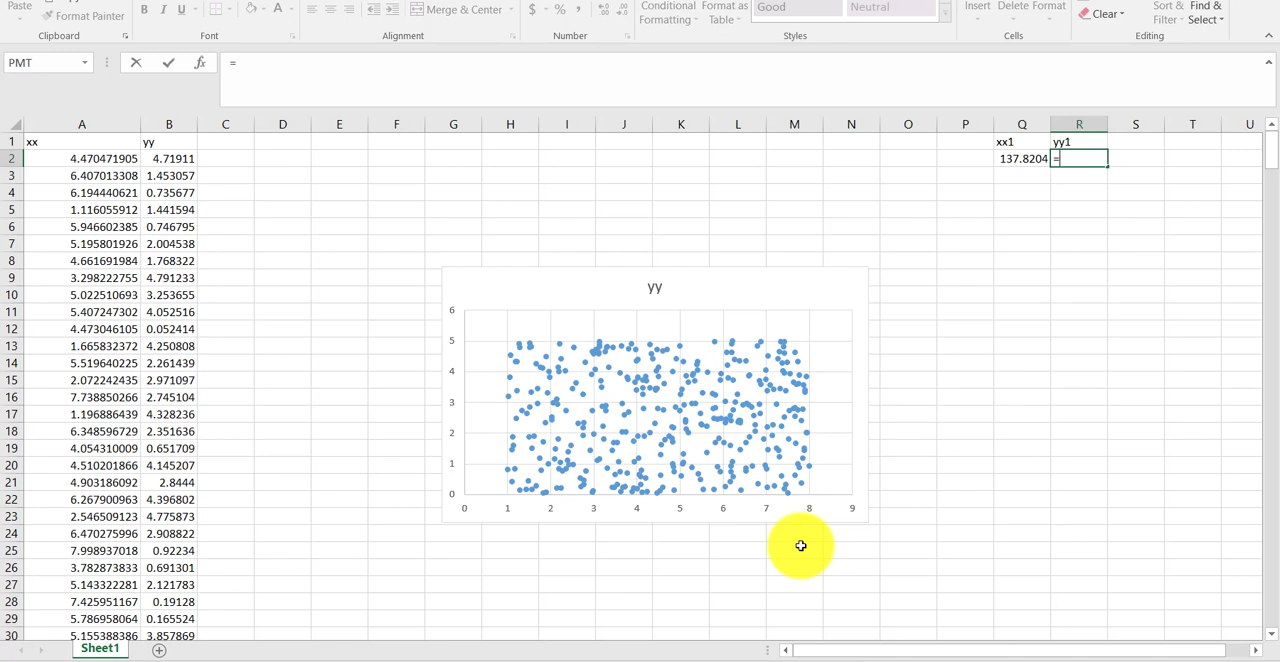 Paste
Format Painter
B I U
A
Merge & Center
$ % ,
Conditional Formatting
Format as Table
Good
Neutral
Insert Delete Format
Clear
Sort & Filter
Find & Select
Clipboard Font Alignment Number Styles Cells Editing
PMT fx =
A B C D E F G H I J K L M N O P Q R S T U
1 xx yy xx1 yy1
2 4.470471905 4.71911 137.8204 =
3 6.407013308 1.453057
4 6.194440621 0.735677
5 1.116055912 1.441594
6 5.946602385 0.746795
7 5.195801926 2.004538
8 4.661691984 1.768322
9 3.298222755 4.791233
10 5.022510693 3.253655
11 5.407247302 4.052516
12 4.473046105 0.052414
13 1.665832372 4.250808
14 5.519640225 2.261439
15 2.072242435 2.971097
16 7.738850266 2.745104
17 1.196886439 4.328236
18 6.348596729 2.351636
19 4.054310009 0.651709
20 4.510201866 4.145207
21 4.958186092 2.8444
22 6.267900963 4.396802
23 2.546509123 4.775873
24 6.470275996 2.908822
25 7.998937018 0.92234
26 3.782873833 0.691301
27 5.143322281 2.121783
28 7.425951167 0.19128
29 5.786958064 0.165524
30 5.155388386 3.857869
yy
6
5
4
3
2
1
0
0 1 2 3 4 5 6 7 8 9
Sheet1